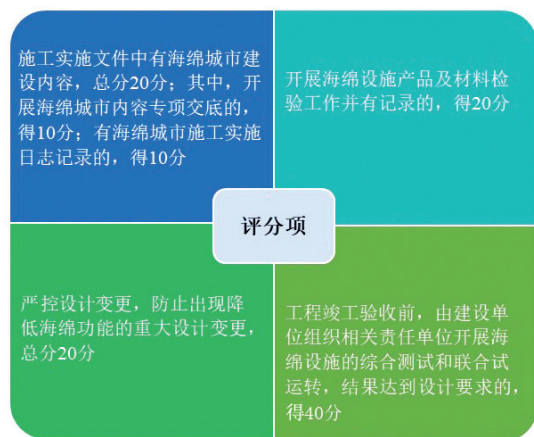 施工实施文件中有海绵城市建
设内容，总分20分；其中，开
展海绵城市内容专项交底的，
得10分；有海绵城市施工实施
日志记录的，得10分
开展海绵设施产品及材料检
验工作并有记录的，得20分
评分项
严控设计变更，防止出现降
低海绵功能的重大设计变更，
总分20分
工程竣工验收前，由建设单
位组织相关责任单位开展海
绵设施的综合测试和联合试
运转，结果达到设计要求的，
得40分